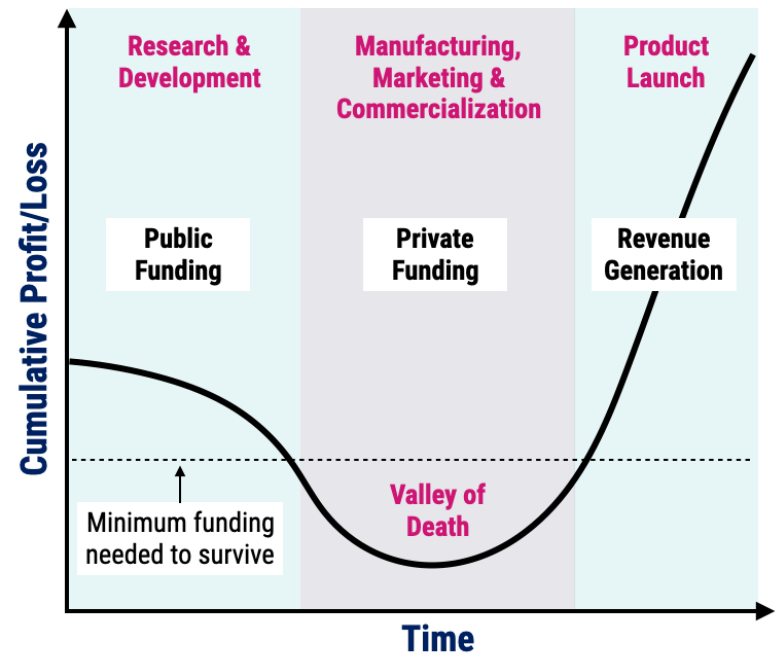 Research &
Development
Manufacturing,
Marketing &
Commercialization
Product
Launch
Cumulative Profit/Loss
Public
Funding
Private
Funding
Revenue
Generation
Minimum funding
needed to survive
Valley of
Death
Time